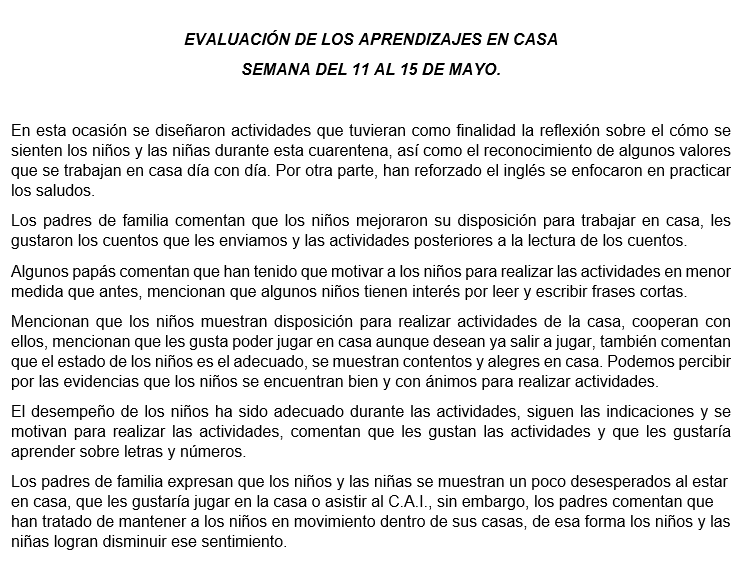 EVALUACIÓN DE LOS APRENDIZAJES EN CASA
SEMANA DEL 11 AL 15 DE MAYO.
En esta ocasión se diseñaron actividades que tuvieran como finalidad la reflexión sobre el cómo se
sienten los niños y las niñas durante esta cuarentena, así como el reconocimiento de algunos valores
que se trabajan en casa día con día. Por otra parte, han reforzado el inglés se enfocaron en practicar
los saludos.
Los padres de familia comentan que los niños mejoraron su disposición para trabajar en casa, les
gustaron los cuentos que les enviamos y las actividades posteriores a la lectura de los cuentos.
Algunos papás comentan que han tenido que motivar a los niños para realizar las actividades en menor
medida que antes, mencionan que algunos niños tienen interés por leer y escribir frases cortas.
Mencionan que los niños muestran disposición para realizar actividades de la casa, cooperan con
ellos, mencionan que les gusta poder jugar en casa aunque desean ya salir a jugar, también comentan
que el estado de los niños es el adecuado, se muestran contentos y alegres en casa. Podemos percibir
por las evidencias que los niños se encuentran bien y con ánimos para realizar actividades.
El desempeño de los niños ha sido adecuado durante las actividades, siguen las indicaciones y se
motivan para realizar las actividades, comentan que les gustan las actividades y que les gustaría
aprender sobre letras y números.
Los padres de familia expresan que los niños y las niñas se muestran un poco desesperados al estar
en casa, que les gustaría jugar en la casa o asistir al C.A.I., sin embargo, los padres comentan que
han tratado de mantener a los niños en movimiento dentro de sus casas, de esa forma los niños y las
niñas logran disminuir ese sentimiento.